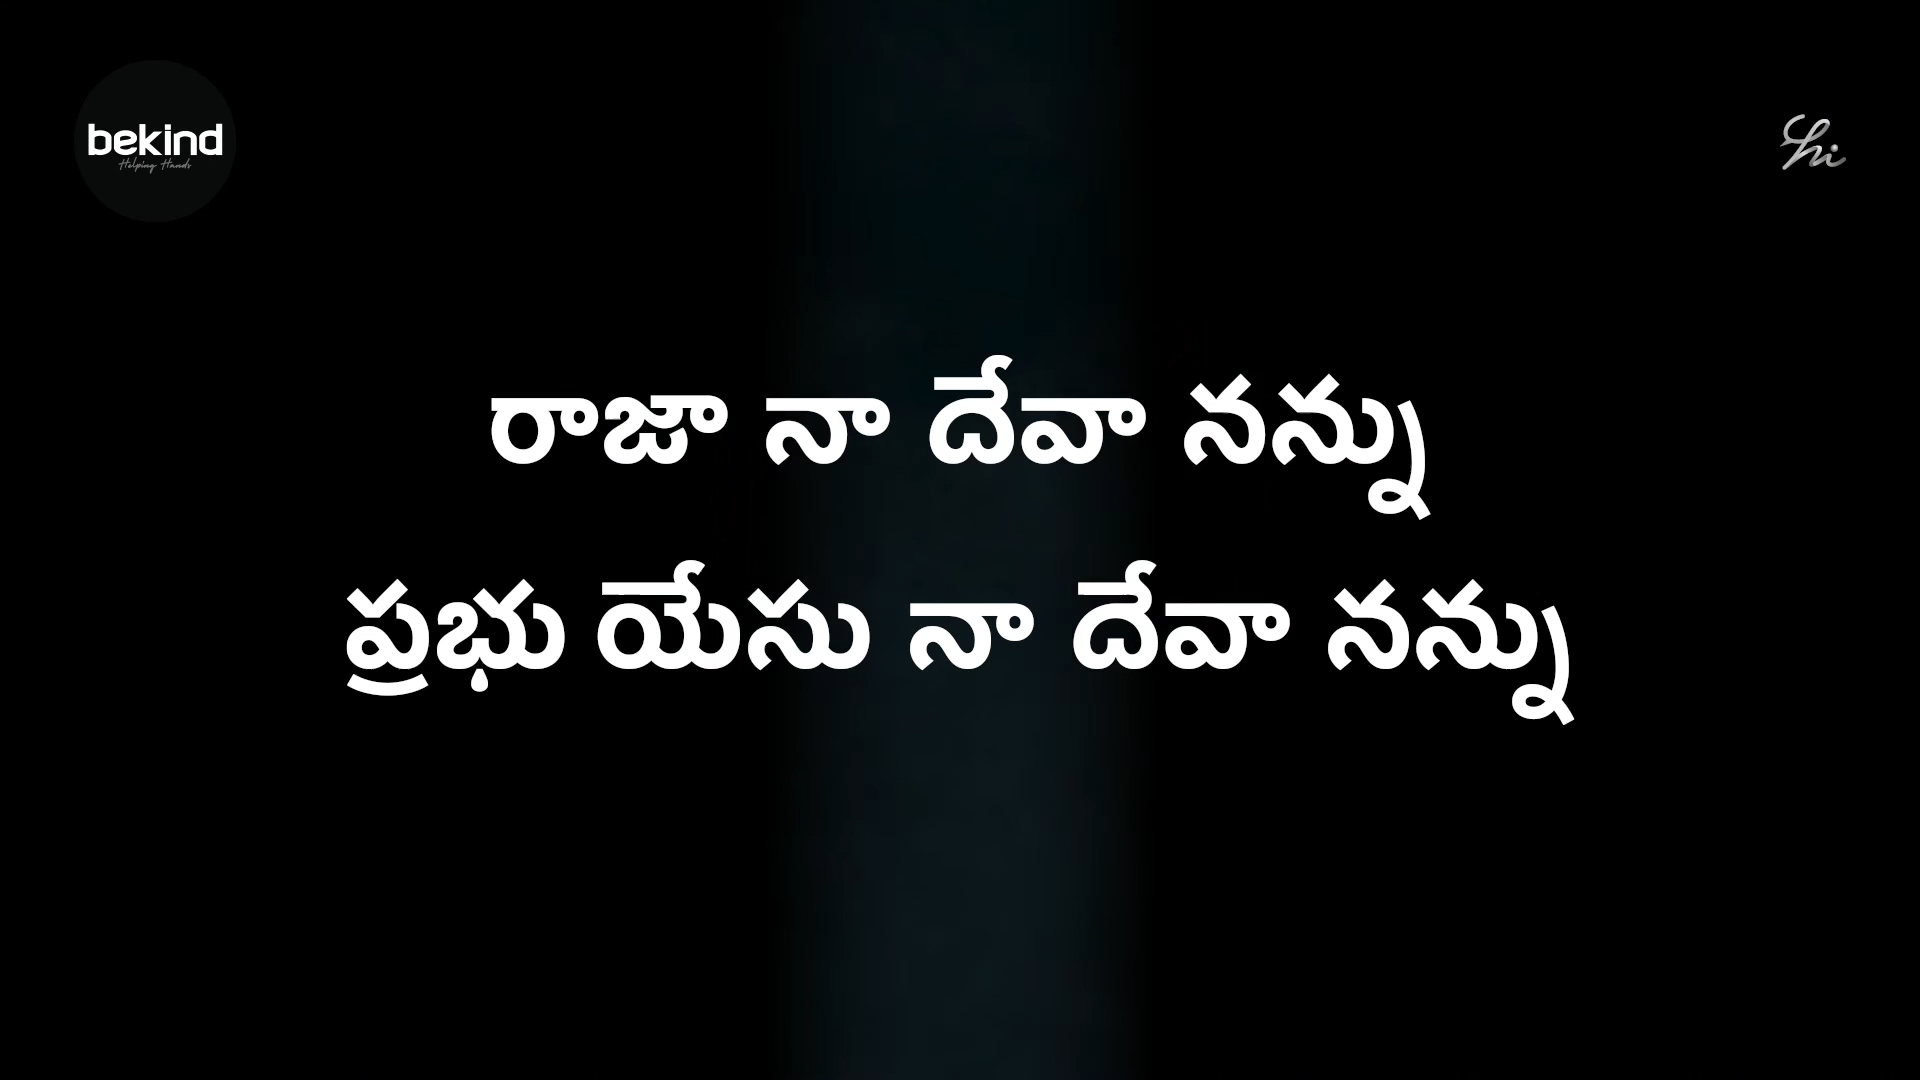 bekind
Helping Hands
రాజా నా దేవా నన్ను
ప్రభు యేసు నా దేవా నన్ను